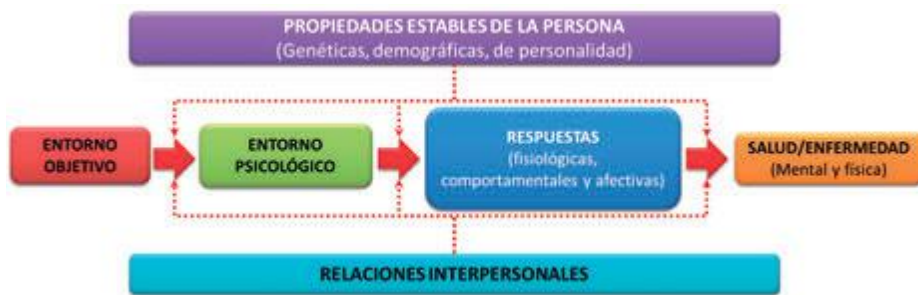 PROPIEDADES ESTABLES DE LA PERSONA
(Genéticas, demográficas, de personalidad)
ENTORNO
OBJETIVO
ENTORNO
PSICOLÓGICO
RESPUESTAS
(fisiológicas,
comportamentales y afectivas)
SALUD/ENFERMEDAD
(Mental y física)
RELACIONES INTERPERSONALES